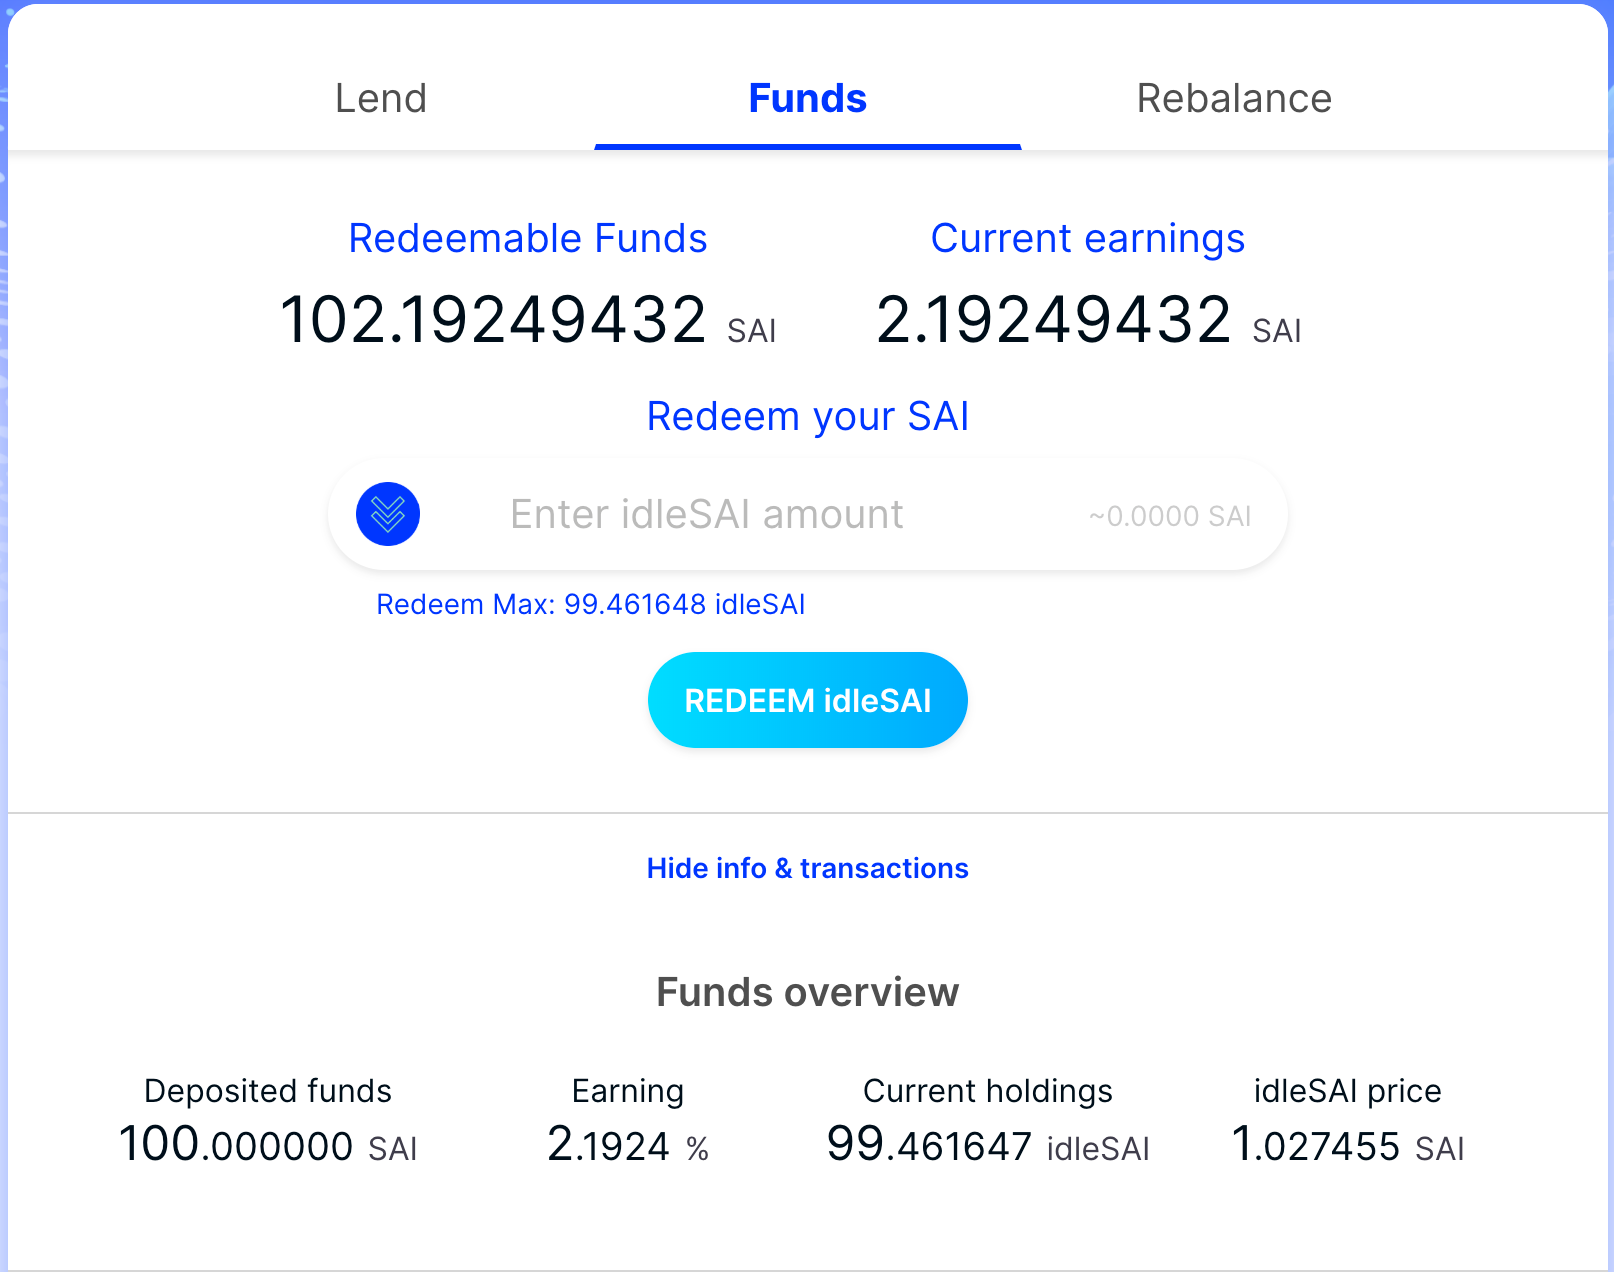 Lend Funds Rebalance
Redeemable Funds Current earnings
102.19249432 SAI 2.19249432 SAI
Redeem your SAI
Enter idleSAI amount ~0.0000 SAI
Redeem Max: 99.461648 idleSAI
REDEEM idleSAI
Hide info & transactions
Funds overview
Deposited funds Earning Current holdings idleSAI price
100.000000 SAI 2.1924 % 99.461647 idleSAI 1.027455 SAI